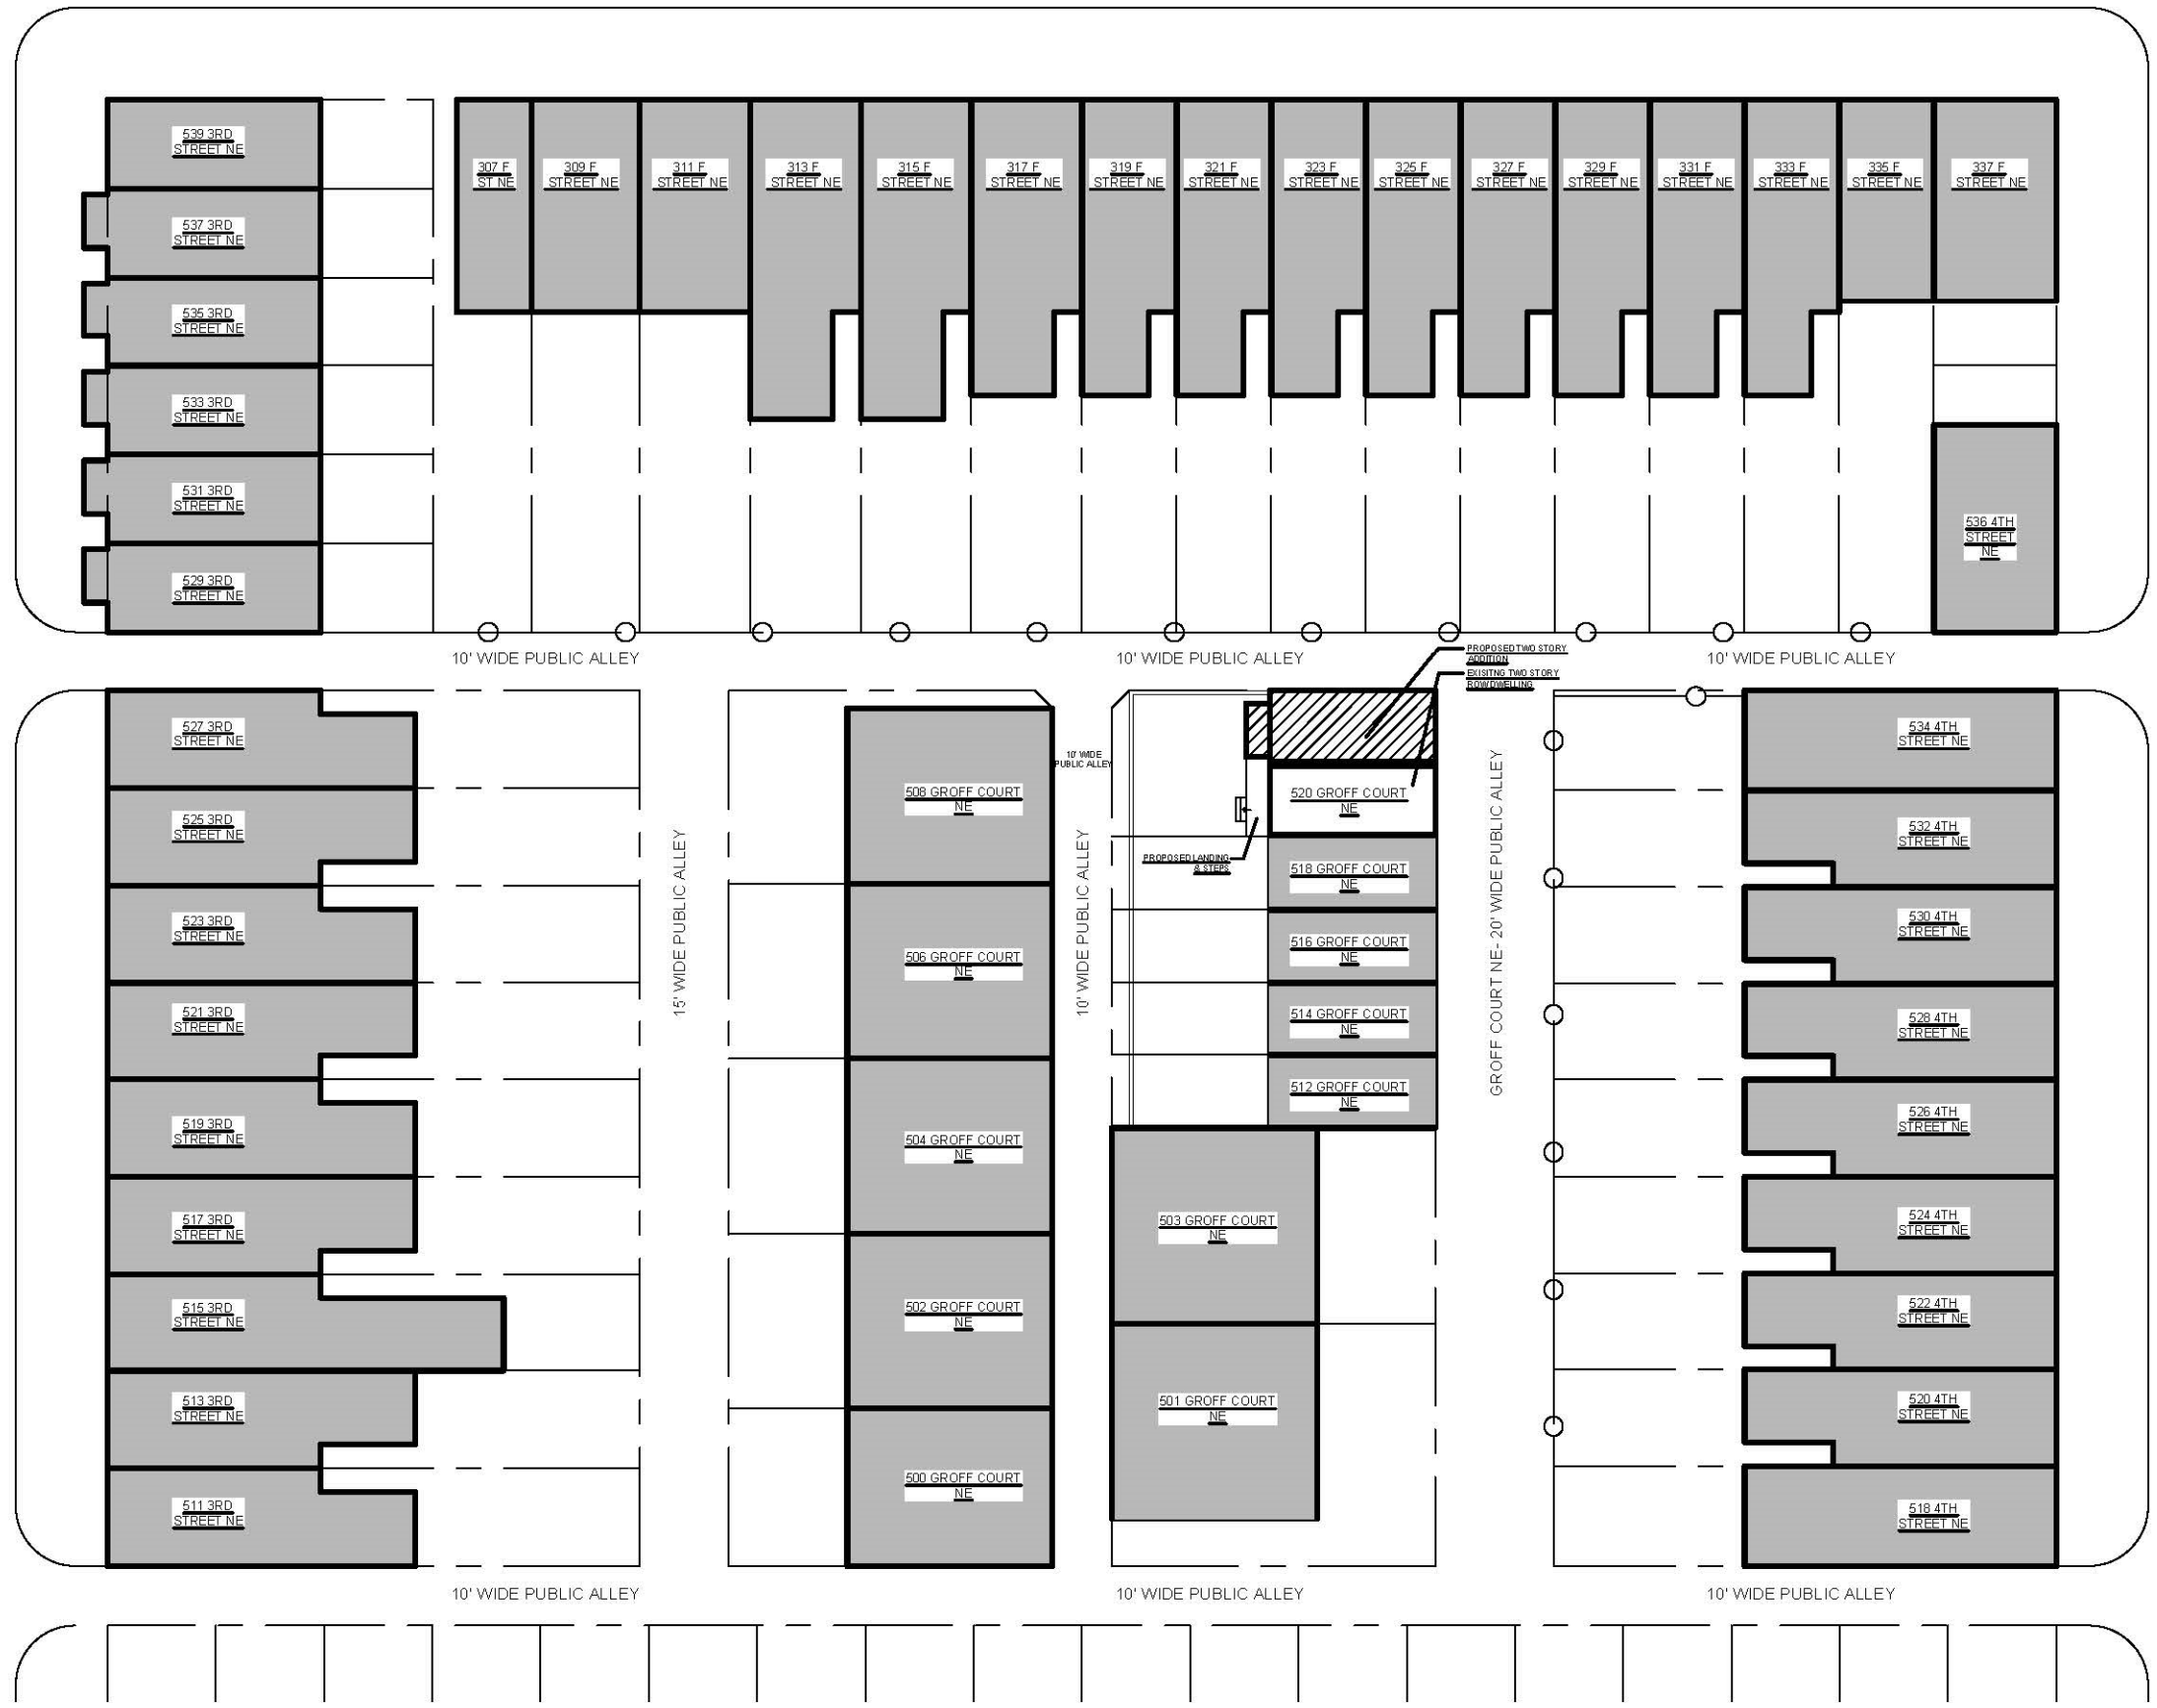 539 3RD
STREET NE
537 3RD
STREET NE
535 3RD
STREET NE
533 3RD
STREET NE
531 3RD
STREET NE
529 3RD
STREET NE
307 F
ST NE
309 F
STREET NE
311 F
STREET NE
313 F
STREET NE
315 F
STREET NE
317 F
STREET NE
319 F
STREET NE
321 F
STREET NE
323 F
STREET NE
325 F
STREET NE
327 F
STREET NE
329 F
STREET NE
331 F
STREET NE
333 F
STREET NE
335 F
STREET NE
337 F
STREET NE
536 4TH
STREET
NE
10' WIDE PUBLIC ALLEY
10' WIDE PUBLIC ALLEY
10' WIDE PUBLIC ALLEY
PROPOSED TWO STORY
ADDITION
EXISITNG TWO STORY
ROW DWELLING
527 3RD
STREET NE
525 3RD
STREET NE
523 3RD
STREET NE
521 3RD
STREET NE
519 3RD
STREET NE
517 3RD
STREET NE
515 3RD
STREET NE
513 3RD
STREET NE
511 3RD
STREET NE
15' WIDE PUBLIC ALLEY
508 GROFF COURT
NE
506 GROFF COURT
NE
504 GROFF COURT
NE
502 GROFF COURT
NE
500 GROFF COURT
NE
10' WIDE
PUBLIC ALLEY
10' WIDE PUBLIC ALLEY
520 GROFF COURT
NE
PROPOSED LANDING
& STEPS
518 GROFF COURT
NE
516 GROFF COURT
NE
514 GROFF COURT
NE
512 GROFF COURT
NE
503 GROFF COURT
NE
501 GROFF COURT
NE
GROFF COURT NE- 20' WIDE PUBLIC ALLEY
534 4TH
STREET NE
532 4TH
STREET NE
530 4TH
STREET NE
528 4TH
STREET NE
526 4TH
STREET NE
524 4TH
STREET NE
522 4TH
STREET NE
520 4TH
STREET NE
518 4TH
STREET NE
10' WIDE PUBLIC ALLEY
10' WIDE PUBLIC ALLEY
10' WIDE PUBLIC ALLEY